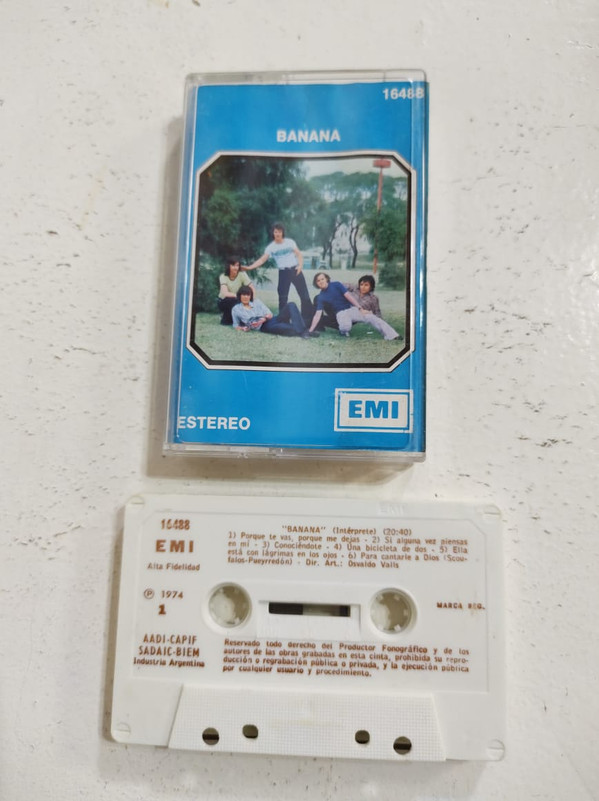 16488
BANANA
EMI
ESTEREO
16488
EMI
Alta Fidelidad
℗ 1974
1
AADI-CAPIF
SADAIC-BIEM
Industria Argentina
"BANANA" (Intérprete) (20:40)
1) Porque te vas, porque me dejas - 2) Si alguna vez piensas
en mí - 3) Conociéndote - 4) Una bicicleta de dos - 5) Ella
está con lágrimas en los ojos - 6) Para cantarle a Dios (Scou-
falos-Pueyrredón) - Dir. Art.: Osvaldo Valls
MARCA REG.
Reservado todo derecho del Productor Fonográfico y de los
autores de las obras grabadas en esta cinta, prohibida su repro-
ducción o regrabación pública o privada, y la ejecución pública
por cualquier usuario y procedimiento.